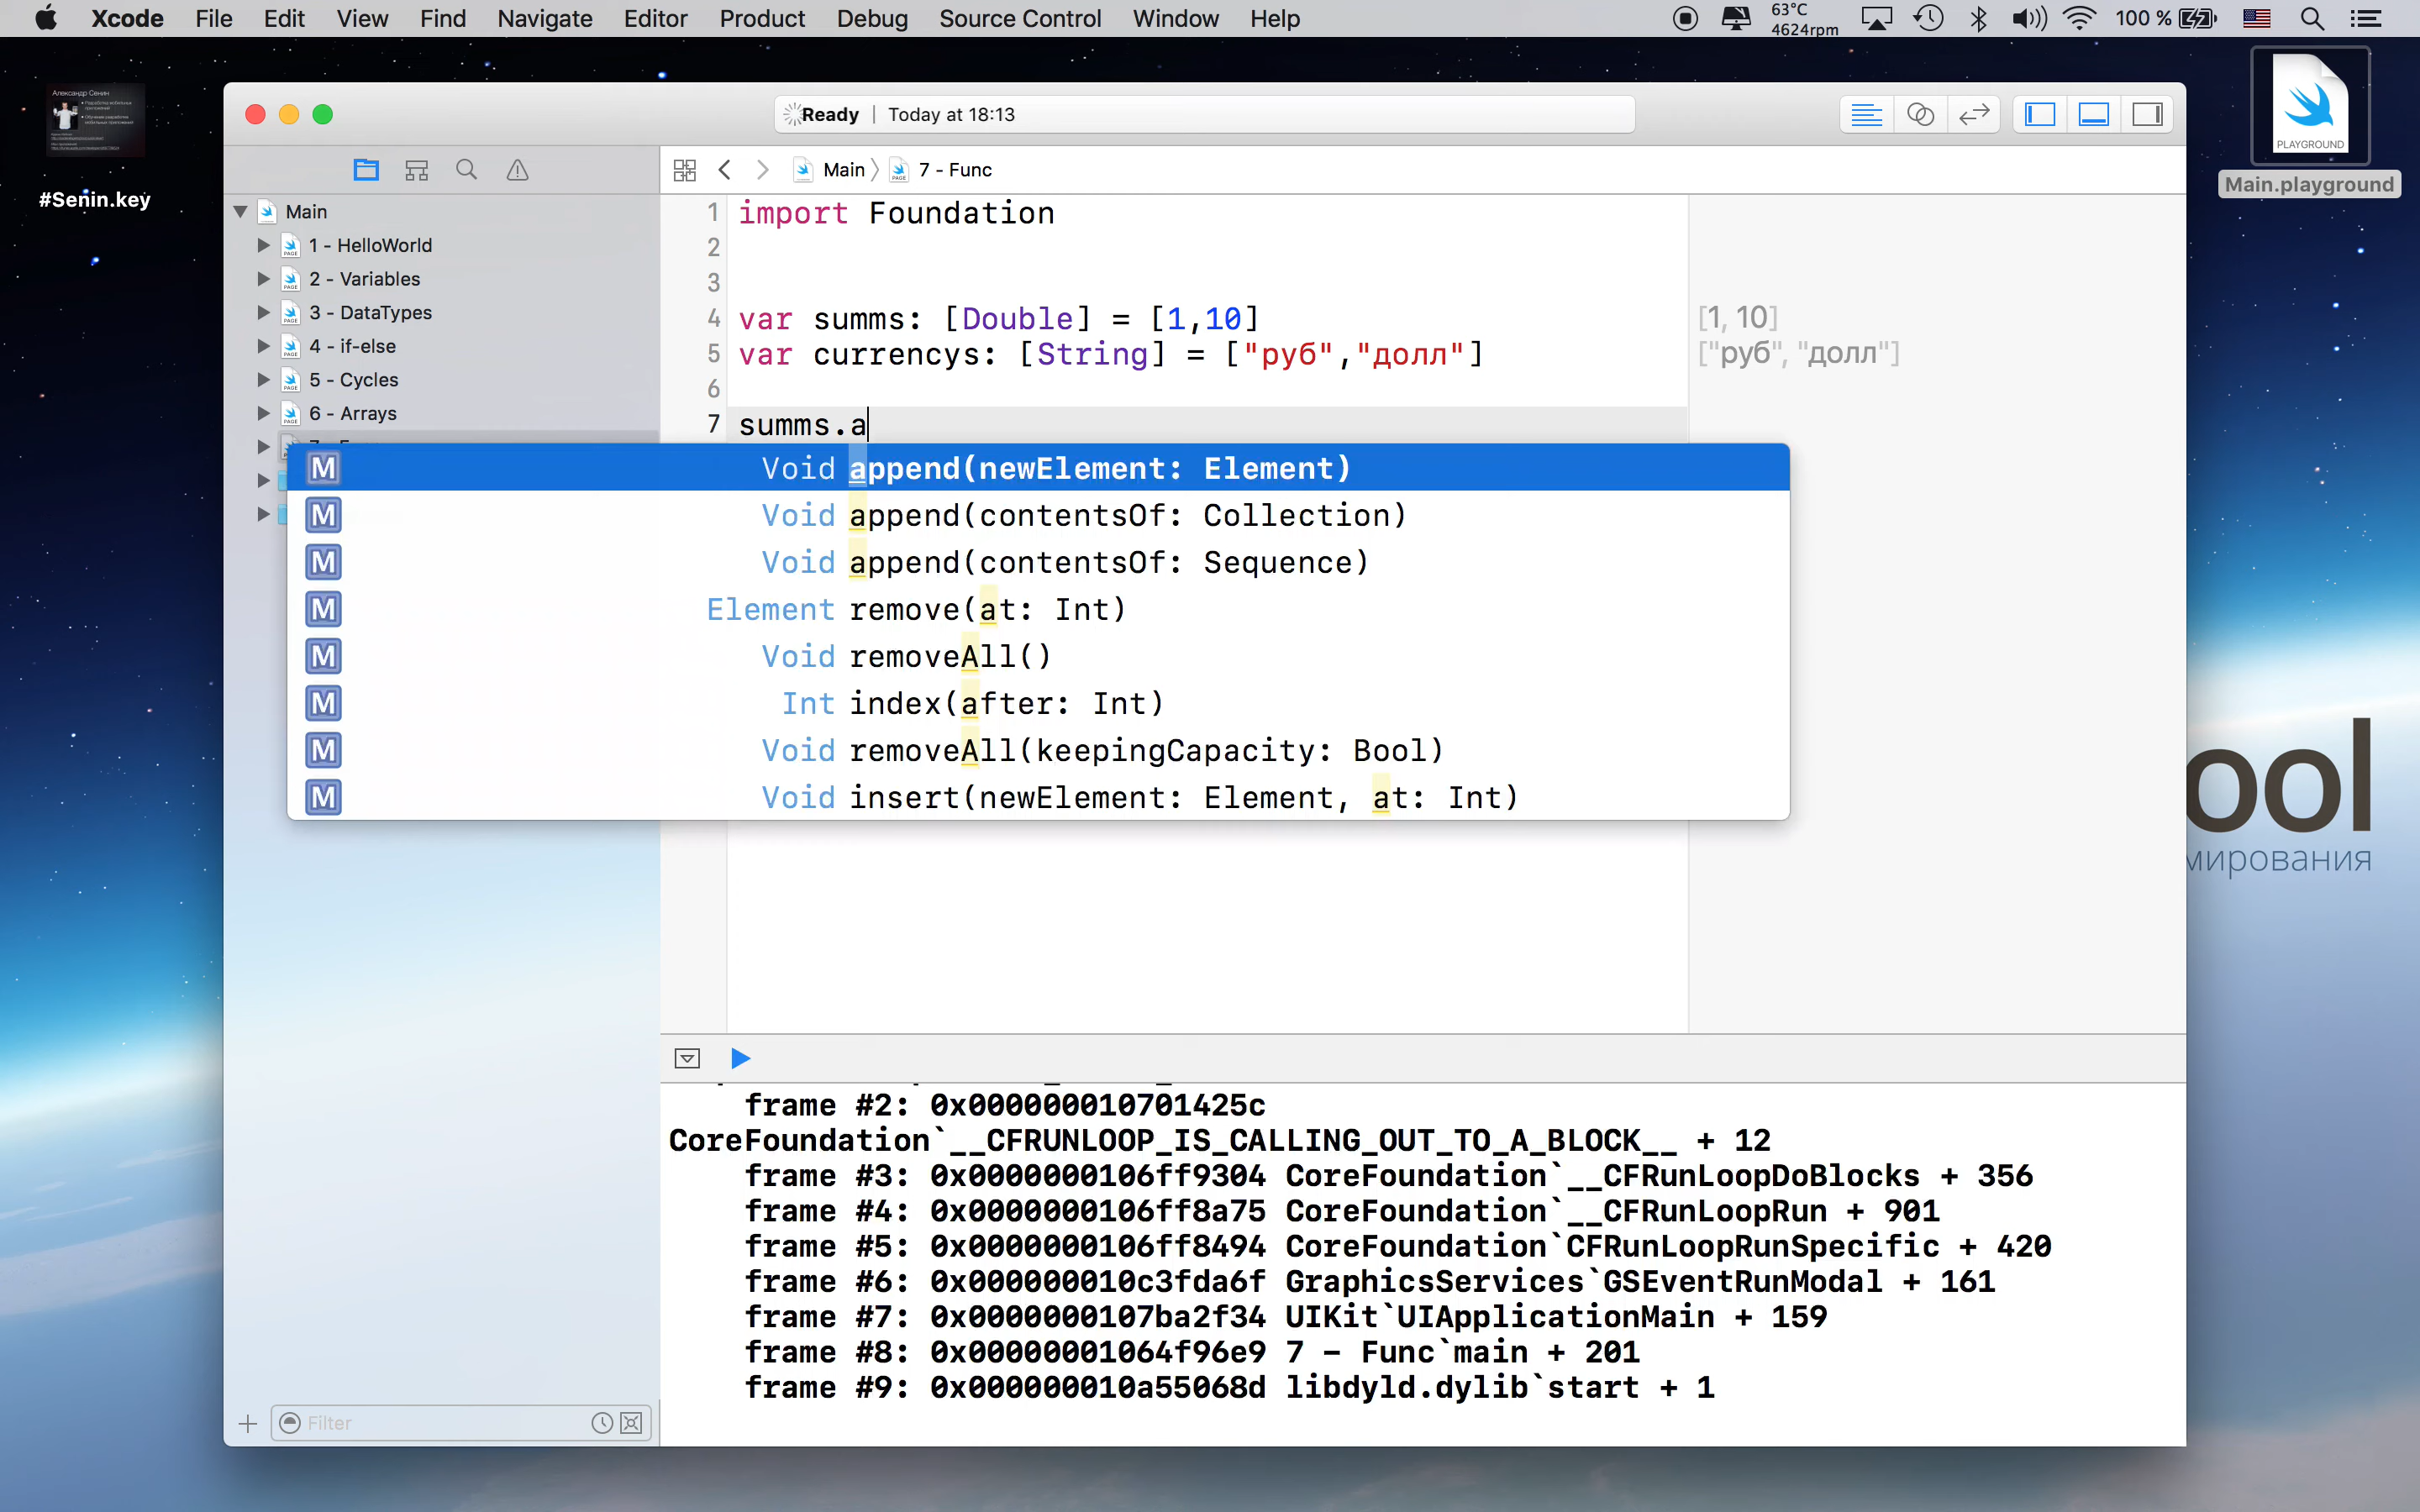 Xcode File Edit View Find Navigate Editor Product Debug Source Control Window Help 63°C 4624rpm 100 %
Александр Сенин
#Senin.key
PLAYGROUND
Main.playground
Ready | Today at 18:13
Main 7 - Func
Main
1 - HelloWorld
2 - Variables
3 - DataTypes
4 - if-else
5 - Cycles
6 - Arrays
1 import Foundation
2
3
4 var summs: [Double] = [1,10]
5 var currencys: [String] = ["руб","долл"]
6
7 summs.a
[1, 10]
["руб", "долл"]
M Void append(newElement: Element)
M Void append(contentsOf: Collection)
M Void append(contentsOf: Sequence)
M Element remove(at: Int)
M Void removeAll()
M Int index(after: Int)
M Void removeAll(keepingCapacity: Bool)
M Void insert(newElement: Element, at: Int)
ool
мирования
frame #2: 0x000000010701425c
CoreFoundation`__CFRUNLOOP_IS_CALLING_OUT_TO_A_BLOCK__ + 12
frame #3: 0x0000000106ff9304 CoreFoundation`__CFRunLoopDoBlocks + 356
frame #4: 0x0000000106ff8a75 CoreFoundation`__CFRunLoopRun + 901
frame #5: 0x0000000106ff8494 CoreFoundation`CFRunLoopRunSpecific + 420
frame #6: 0x000000010c3fda6f GraphicsServices`GSEventRunModal + 161
frame #7: 0x0000000107ba2f34 UIKit`UIApplicationMain + 159
frame #8: 0x00000001064f96e9 7 - Func`main + 201
frame #9: 0x000000010a55068d libdyld.dylib`start + 1
Filter